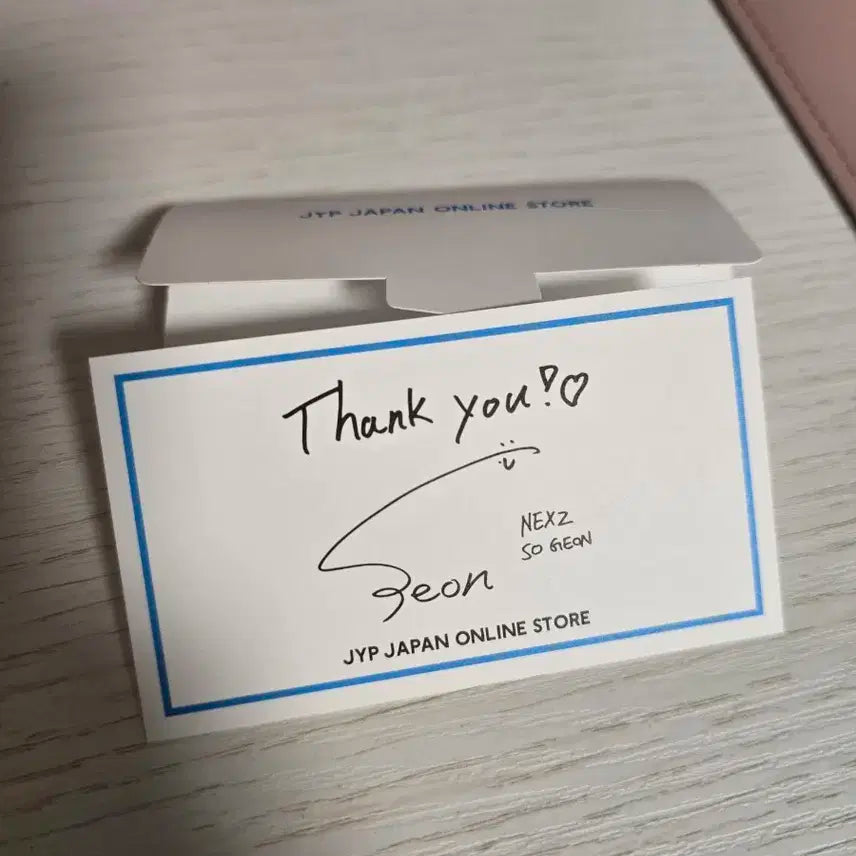 JYP JAPAN ONLINE STORE
Thank you!♡
Geon
NEXZ
SO GEON
JYP JAPAN ONLINE STORE